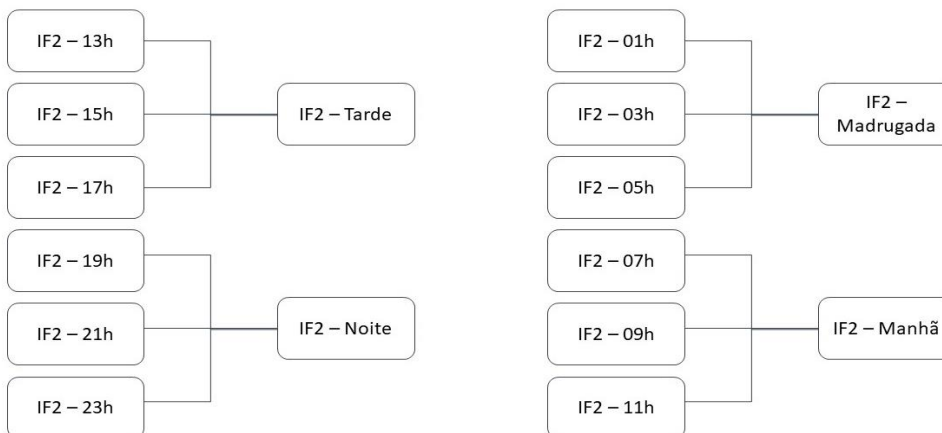 IF2 – 13h
IF2 – 15h
IF2 – Tarde
IF2 – 17h
IF2 – 19h
IF2 – 21h
IF2 – Noite
IF2 – 23h
IF2 – 01h
IF2 – 03h
IF2 –
Madrugada
IF2 – 05h
IF2 – 07h
IF2 – 09h
IF2 – Manhã
IF2 – 11h